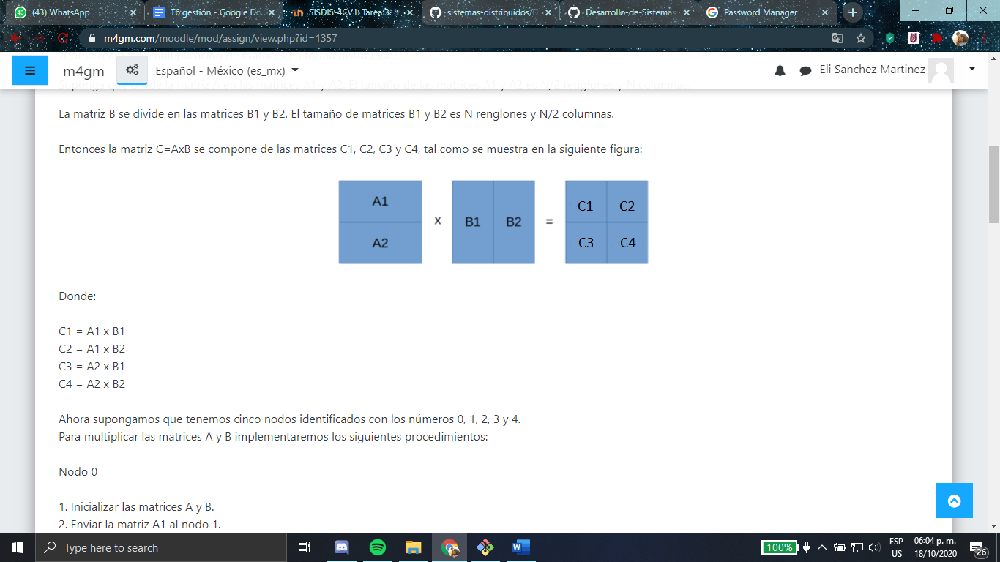 (43) WhatsApp
T6 gestión - Google Do
SISDIS-4CV1
Tarea 3
sistemas-distribuidos/D
Desarrollo-de-Sistemas
Password Manager
m4gm.com/moodle/mod/assign/view.php?id=1357
m4gm
Español - México (es_mx)
Eli Sanchez Martinez
La matriz B se divide en las matrices B1 y B2. El tamaño de matrices B1 y B2 es N renglones y N/2 columnas.
Entonces la matriz C=AxB se compone de las matrices C1, C2, C3 y C4, tal como se muestra en la siguiente figura:
A1
A2
x
B1
B2
=
C1
C2
C3
C4
Donde:
C1 = A1 x B1
C2 = A1 x B2
C3 = A2 x B1
C4 = A2 x B2
Ahora supongamos que tenemos cinco nodos identificados con los números 0, 1, 2, 3 y 4.
Para multiplicar las matrices A y B implementaremos los siguientes procedimientos:
Nodo 0
1. Inicializar las matrices A y B.
2. Enviar la matriz A1 al nodo 1.
Type here to search
100%
ESP
US
06:04 p. m.
18/10/2020
26